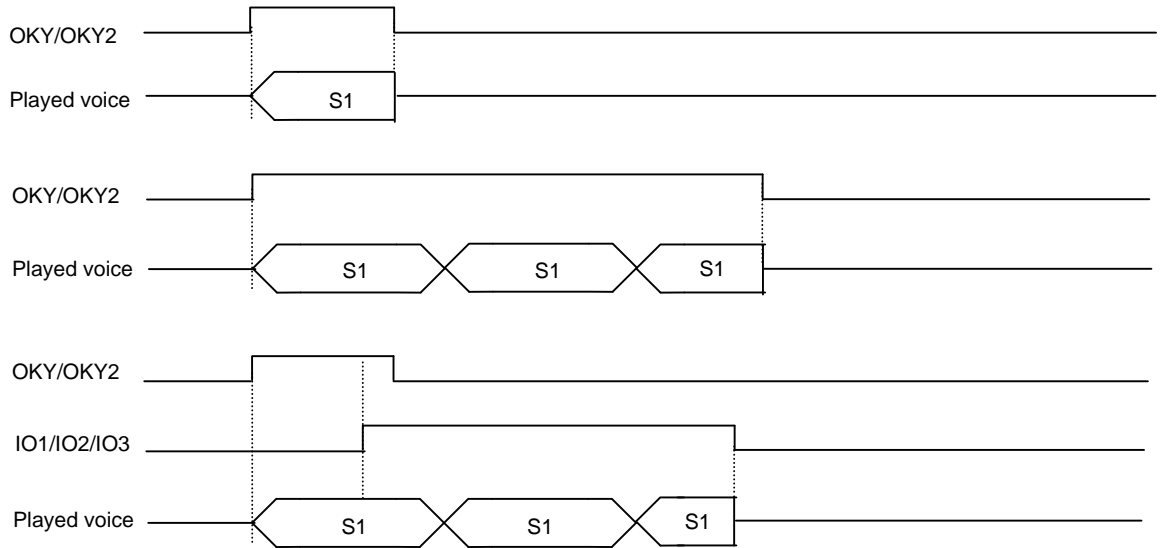 OKY/OKY2
Played voice S1
OKY/OKY2
Played voice S1 S1 S1
OKY/OKY2
IO1/IO2/IO3
Played voice S1 S1 S1